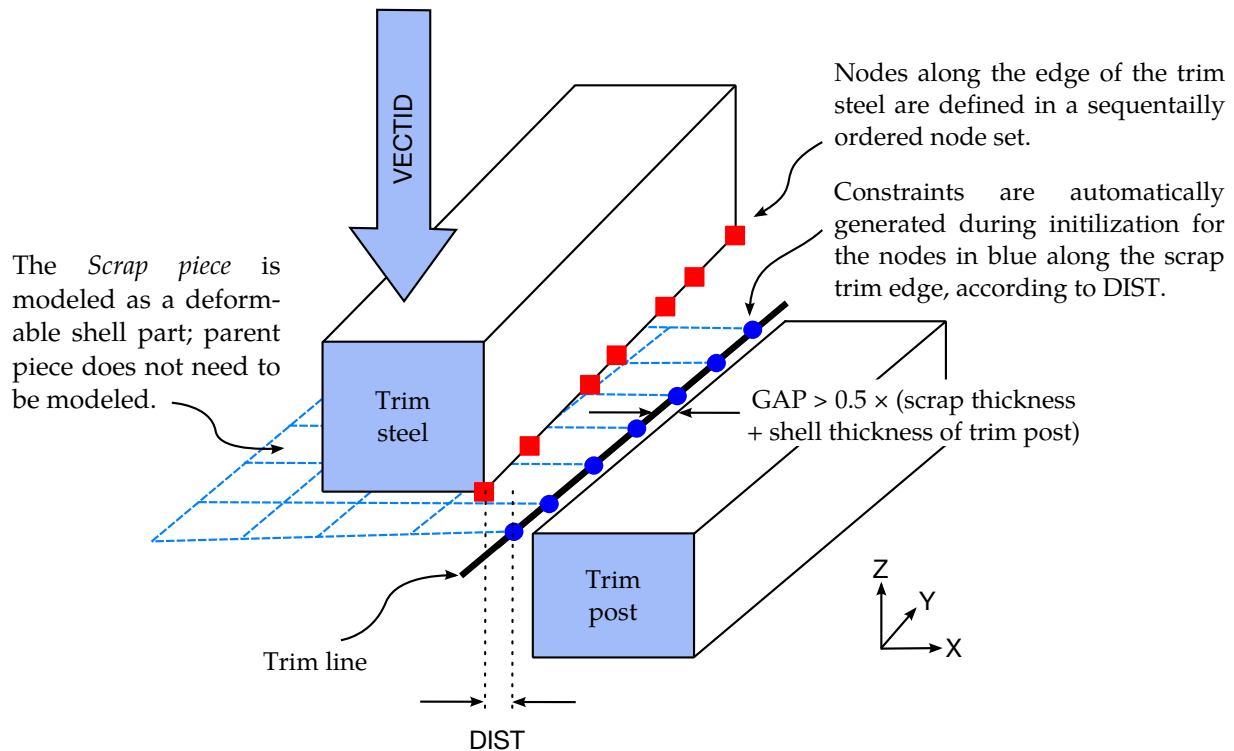 VECTID
Nodes along the edge of the trim
steel are defined in a sequentailly
ordered node set.
Constraints are automatically
generated during initilization for
the nodes in blue along the scrap
trim edge, according to DIST.
The Scrap piece is
modeled as a deform-
able shell part; parent
piece does not need to
be modeled.
Trim
steel
GAP > 0.5 × (scrap thickness
+ shell thickness of trim post)
Trim
post
Z
Y
X
Trim line
DIST